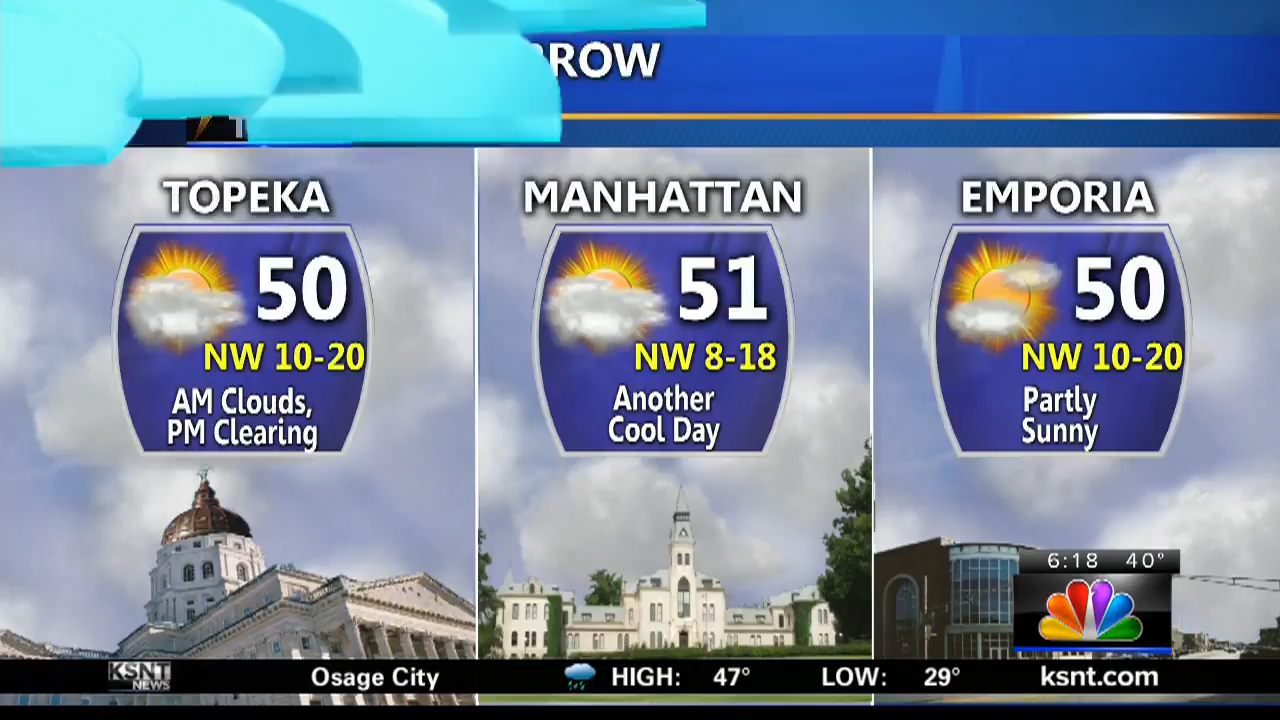 ROW
T
TOPEKA
50
NW 10-20
AM Clouds,
PM Clearing
MANHATTAN
51
NW 8-18
Another
Cool Day
EMPORIA
50
NW 10-20
Partly
Sunny
6:18 40°
KSNT
NEWS
Osage City HIGH: 47° LOW: 29° ksnt.com